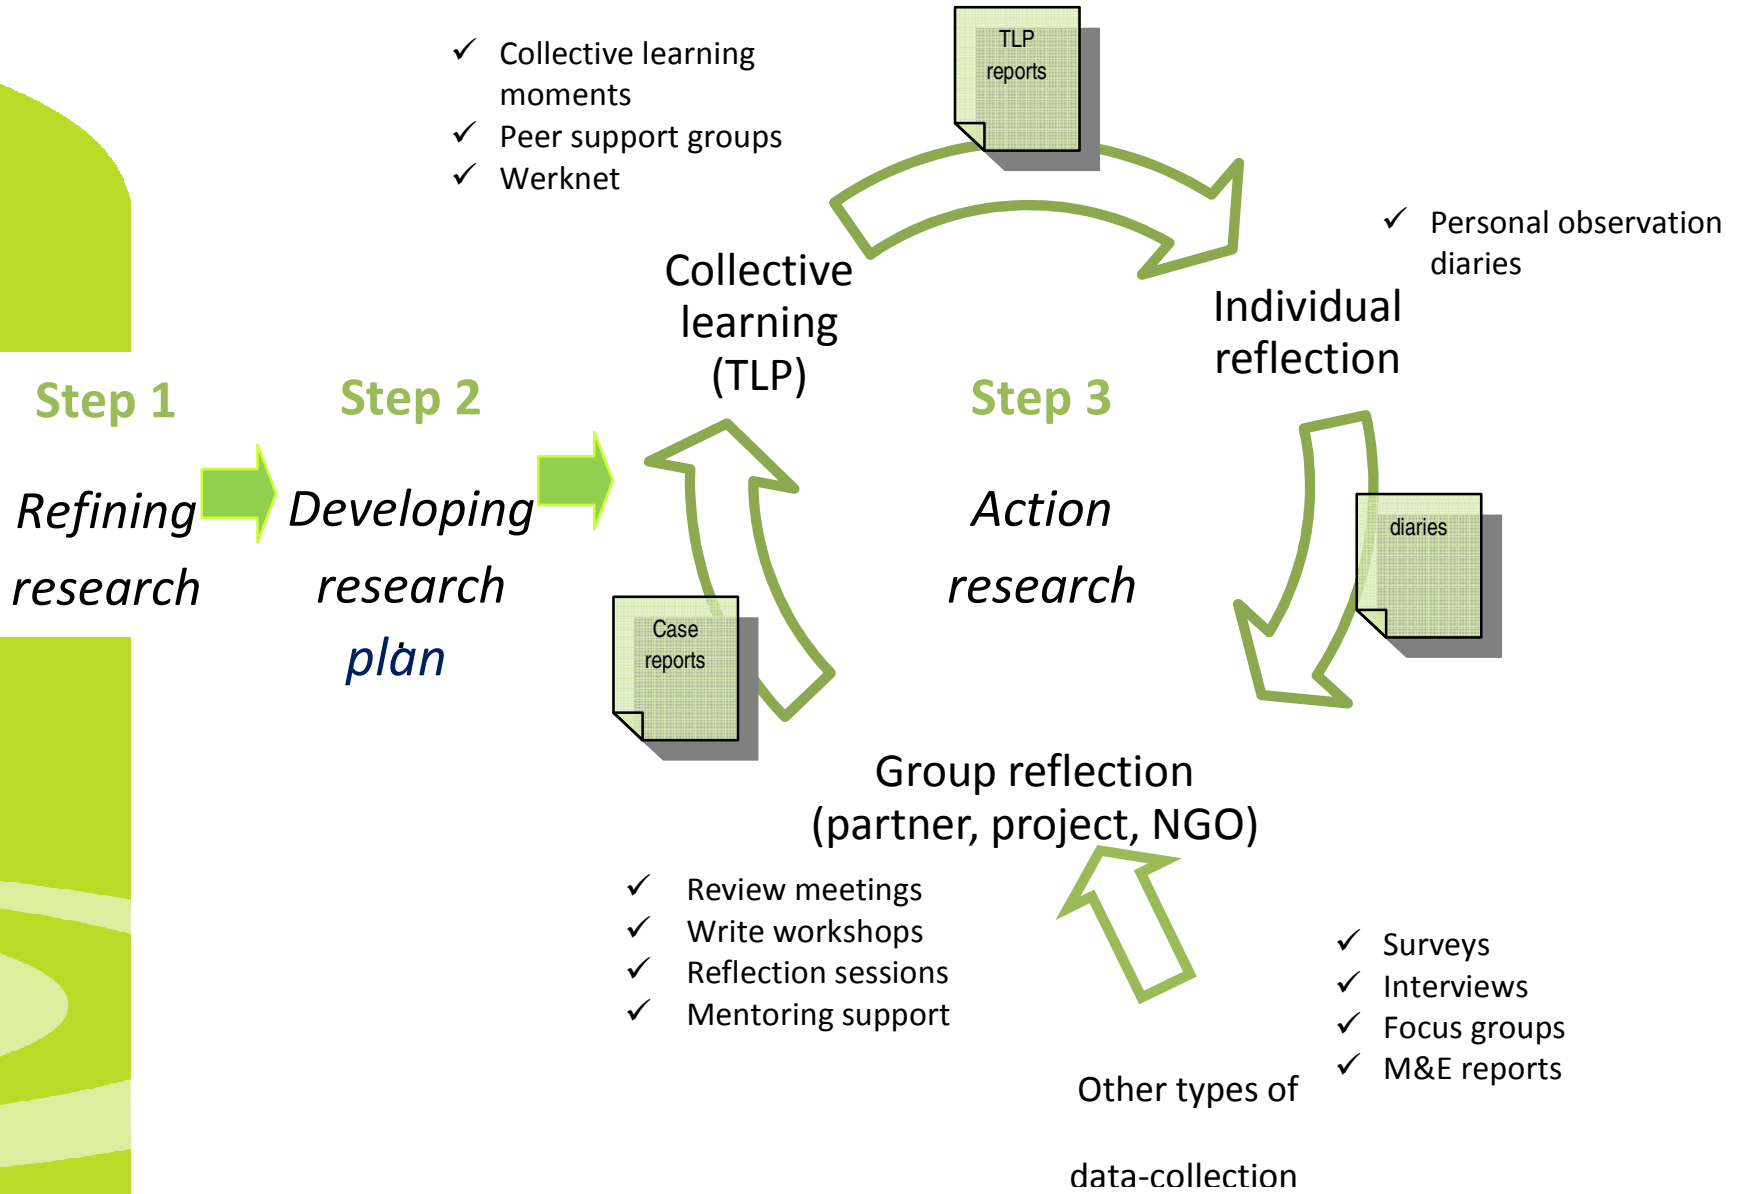 ✓ Collective learning
moments
✓ Peer support groups
✓ Werknet
TLP
reports
✓ Personal observation
diaries
Collective
learning
(TLP)
Individual
reflection
Step 1
Refining
research
Step 2
Developing
research
plan
Step 3
Action
research
diaries
Case
reports
Group reflection
(partner, project, NGO)
✓ Review meetings
✓ Write workshops
✓ Reflection sessions
✓ Mentoring support
✓ Surveys
✓ Interviews
✓ Focus groups
✓ M&E reports
Other types of
data-collection